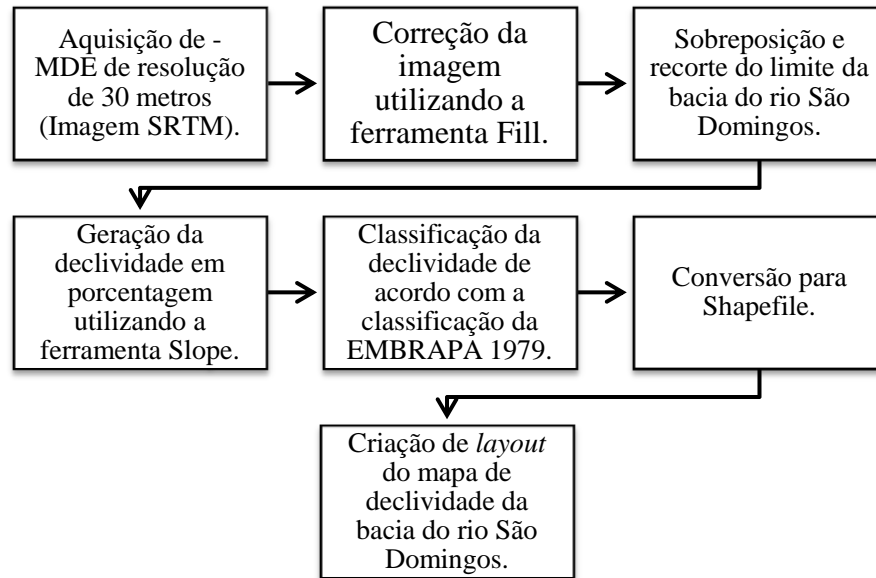 Aquisição de -
MDE de resolução
de 30 metros
(Imagem SRTM).
Correção da
imagem
utilizando a
ferramenta Fill.
Sobreposição e
recorte do limite da
bacia do rio São
Domingos.
Geração da
declividade em
porcentagem
utilizando a
ferramenta Slope.
Classificação da
declividade de
acordo com a
classificação da
EMBRAPA 1979.
Conversão para
Shapefile.
Criação de layout
do mapa de
declividade da
bacia do rio São
Domingos.